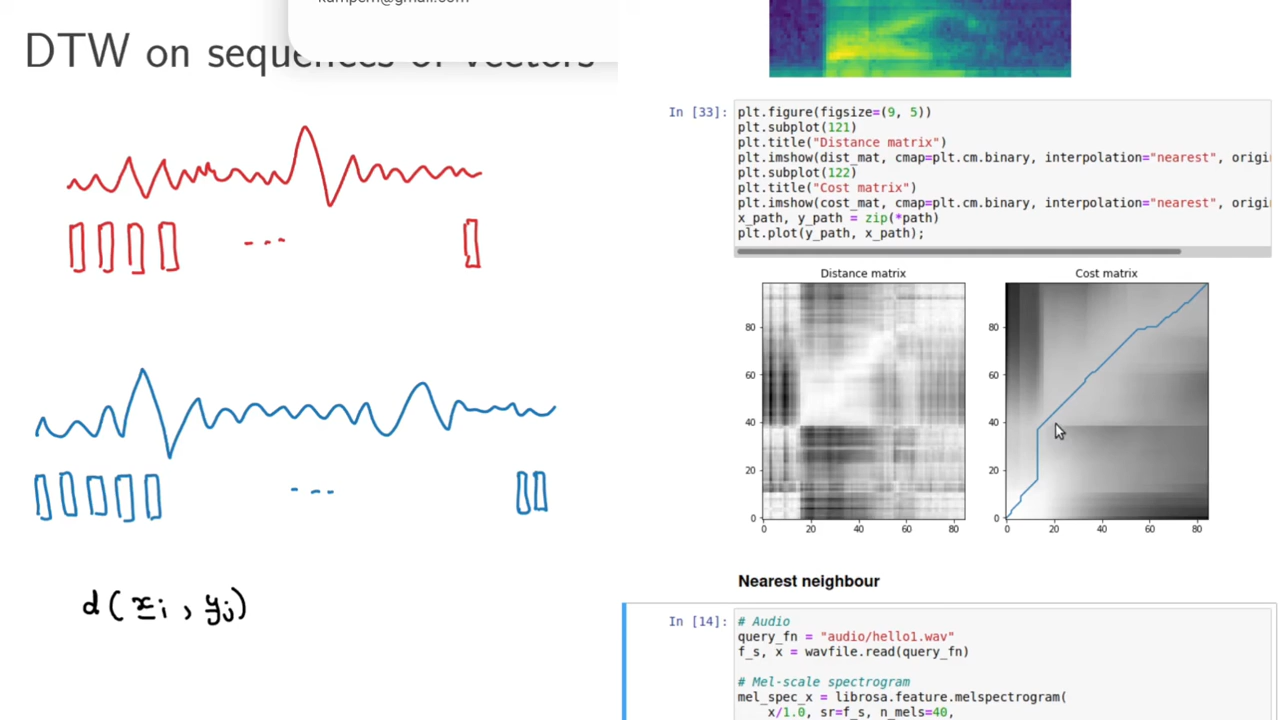 DTW on sequences of vectors
d(xi, yj)
In [33]:
plt.figure(figsize=(9, 5))
plt.subplot(121)
plt.title("Distance matrix")
plt.imshow(dist_mat, cmap=plt.cm.binary, interpolation="nearest", origi
plt.subplot(122)
plt.title("Cost matrix")
plt.imshow(cost_mat, cmap=plt.cm.binary, interpolation="nearest", origi
x_path, y_path = zip(*path)
plt.plot(y_path, x_path);
Distance matrix
80
60
40
20
0
0 20 40 60 80
Cost matrix
80
60
40
20
0
0 20 40 60 80
Nearest neighbour
In [14]:
# Audio
query_fn = "audio/hello1.wav"
f_s, x = wavfile.read(query_fn)
# Mel-scale spectrogram
mel_spec_x = librosa.feature.melspectrogram(
x/1.0, sr=f_s, n_mels=40,